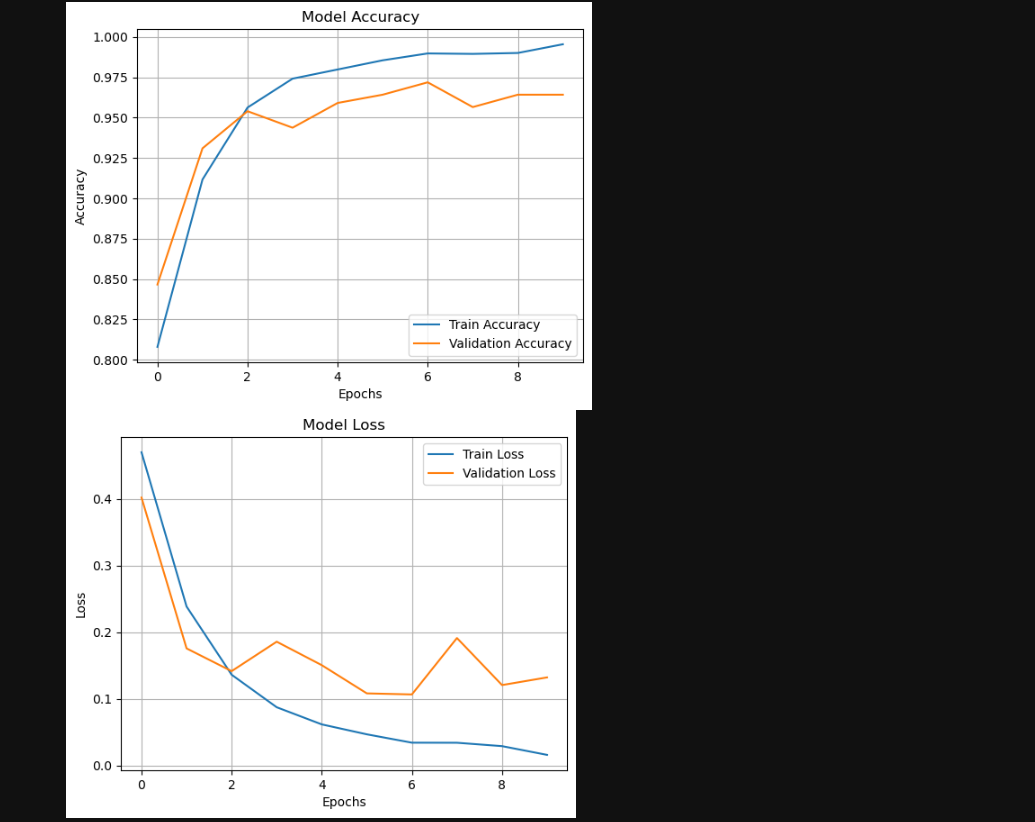 Model Accuracy
1.000
0.975
0.950
0.925
0.900
0.875
0.850
0.825
0.800
Accuracy
Train Accuracy
Validation Accuracy
0 2 4 6 8
Epochs
Model Loss
Train Loss
Validation Loss
0.4
0.3
0.2
0.1
0.0
Loss
0 2 4 6 8
Epochs